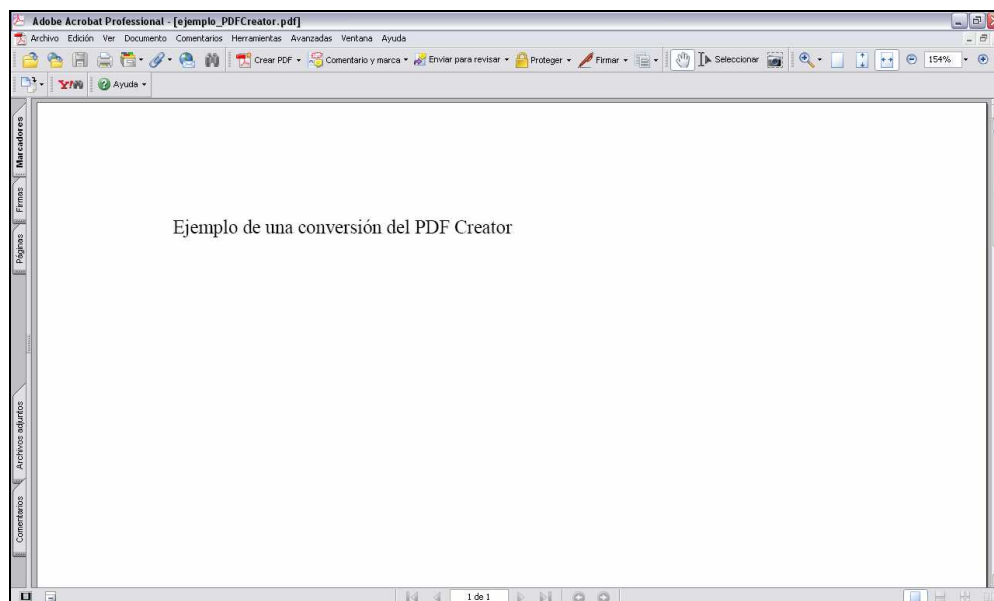 Adobe Acrobat Professional - [ejemplo_PDFCreator.pdf]
Archivo Edición Ver Documento Comentarios Herramientas Avanzadas Ventana Ayuda
Crear PDF Comentario y marca Enviar para revisar Proteger Firmar Seleccionar 154%
Y! Ayuda
Marcadores
Firmas
Páginas
Archivos adjuntos
Comentarios
Ejemplo de una conversión del PDF Creator
1 de 1